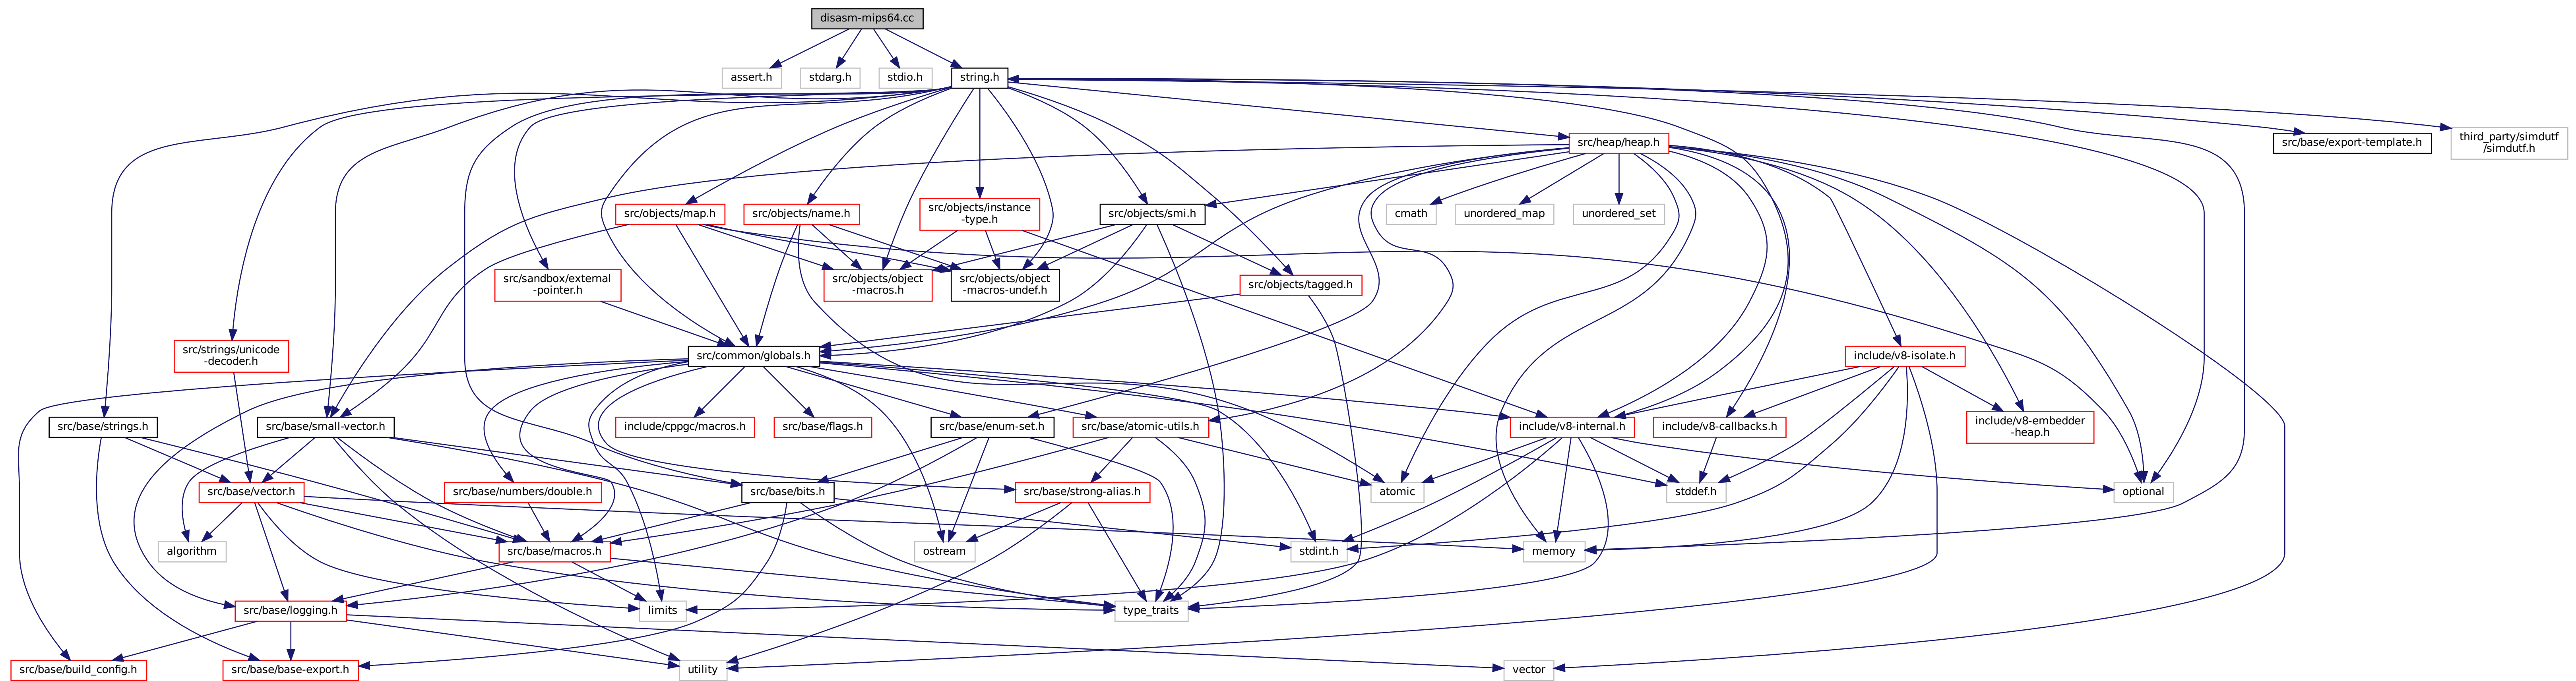 disasm-mips64.cc
assert.h
stdarg.h
stdio.h
string.h
src/heap/heap.h
src/base/export-template.h
third_party/simdutf
/simdutf.h
src/objects/map.h
src/objects/name.h
src/objects/instance
-type.h
src/objects/smi.h
cmath
unordered_map
unordered_set
src/sandbox/external
-pointer.h
src/objects/object
-macros.h
src/objects/object
-macros-undef.h
src/objects/tagged.h
src/strings/unicode
-decoder.h
src/common/globals.h
include/v8-isolate.h
src/base/strings.h
src/base/small-vector.h
include/cppgc/macros.h
src/base/flags.h
src/base/enum-set.h
src/base/atomic-utils.h
include/v8-internal.h
include/v8-callbacks.h
include/v8-embedder
-heap.h
src/base/vector.h
src/base/numbers/double.h
src/base/bits.h
src/base/strong-alias.h
atomic
stddef.h
optional
algorithm
src/base/macros.h
ostream
stdint.h
memory
src/base/logging.h
limits
type_traits
src/base/build_config.h
src/base/base-export.h
utility
vector